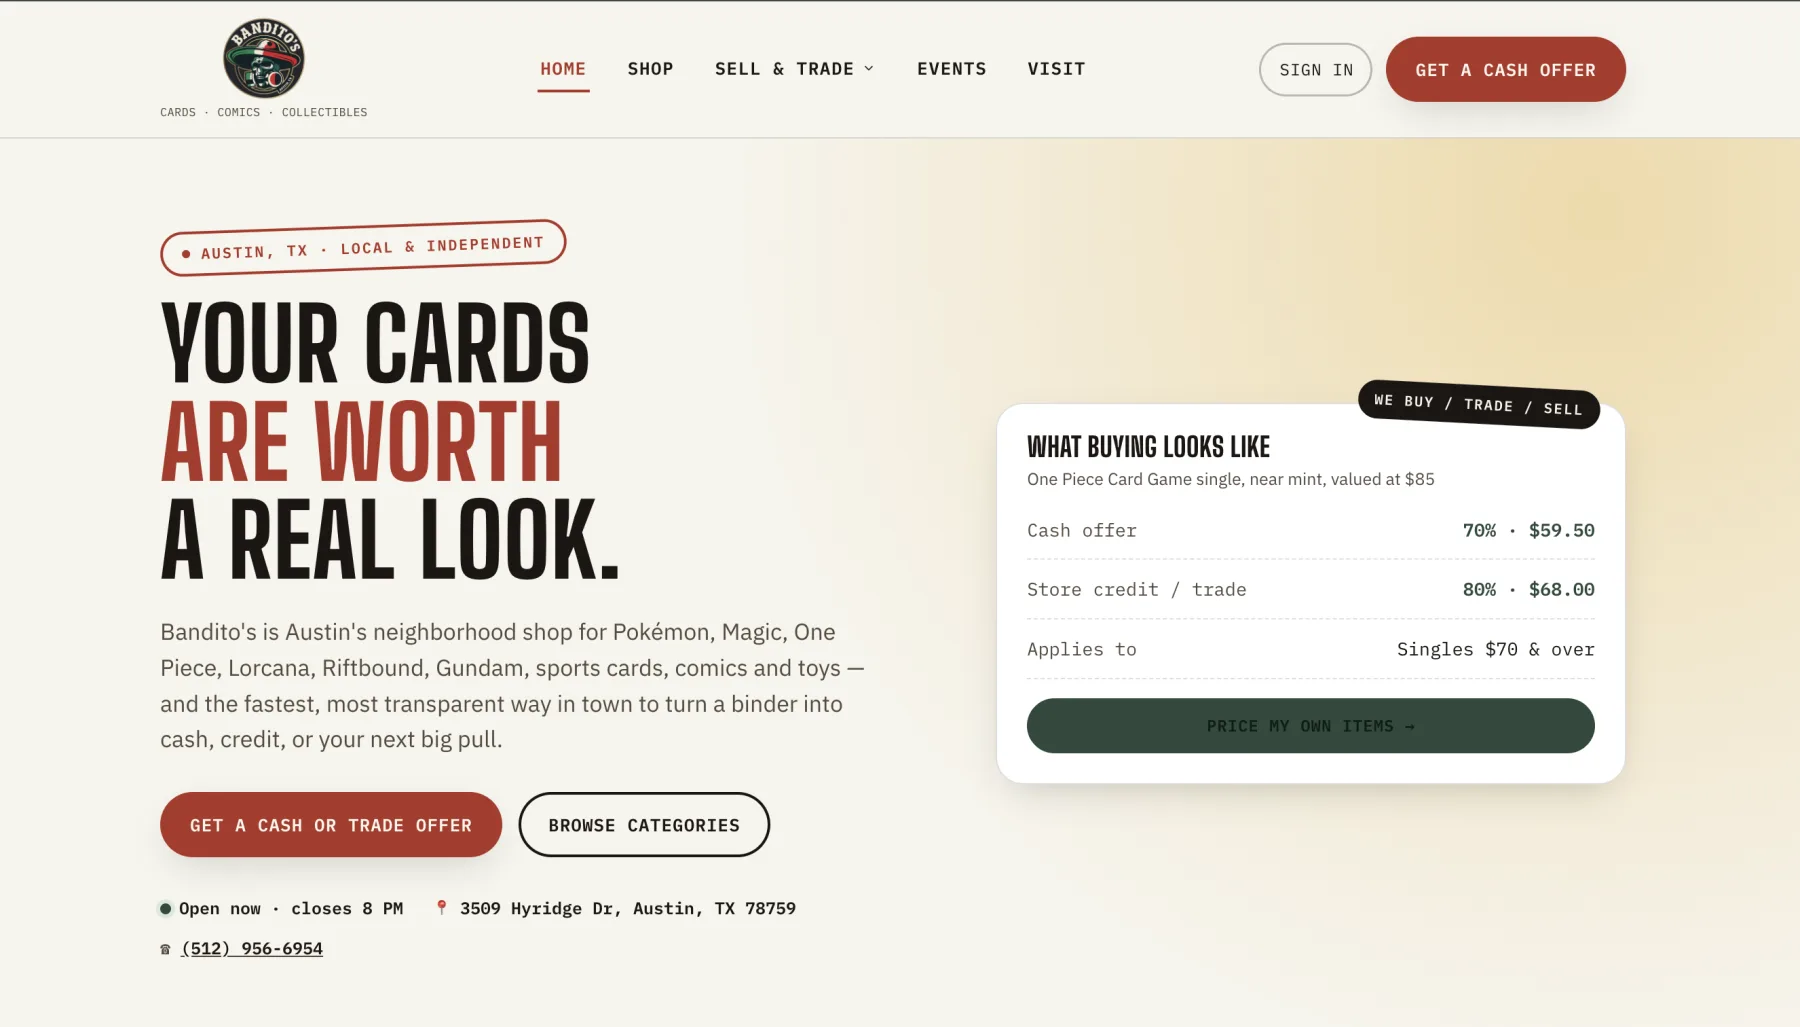 BANDITO'S
CARDS · COMICS · COLLECTIBLES
HOME
SHOP
SELL & TRADE
EVENTS
VISIT
SIGN IN
GET A CASH OFFER
AUSTIN, TX · LOCAL & INDEPENDENT
YOUR CARDS
ARE WORTH
A REAL LOOK.
Bandito's is Austin's neighborhood shop for Pokémon, Magic, One
Piece, Lorcana, Riftbound, Gundam, sports cards, comics and toys —
and the fastest, most transparent way in town to turn a binder into
cash, credit, or your next big pull.
GET A CASH OR TRADE OFFER
BROWSE CATEGORIES
Open now · closes 8 PM
3509 Hyridge Dr, Austin, TX 78759
(512) 956-6954
WE BUY / TRADE / SELL
WHAT BUYING LOOKS LIKE
One Piece Card Game single, near mint, valued at $85
Cash offer 70% · $59.50
Store credit / trade 80% · $68.00
Applies to Singles $70 & over
PRICE MY OWN ITEMS →